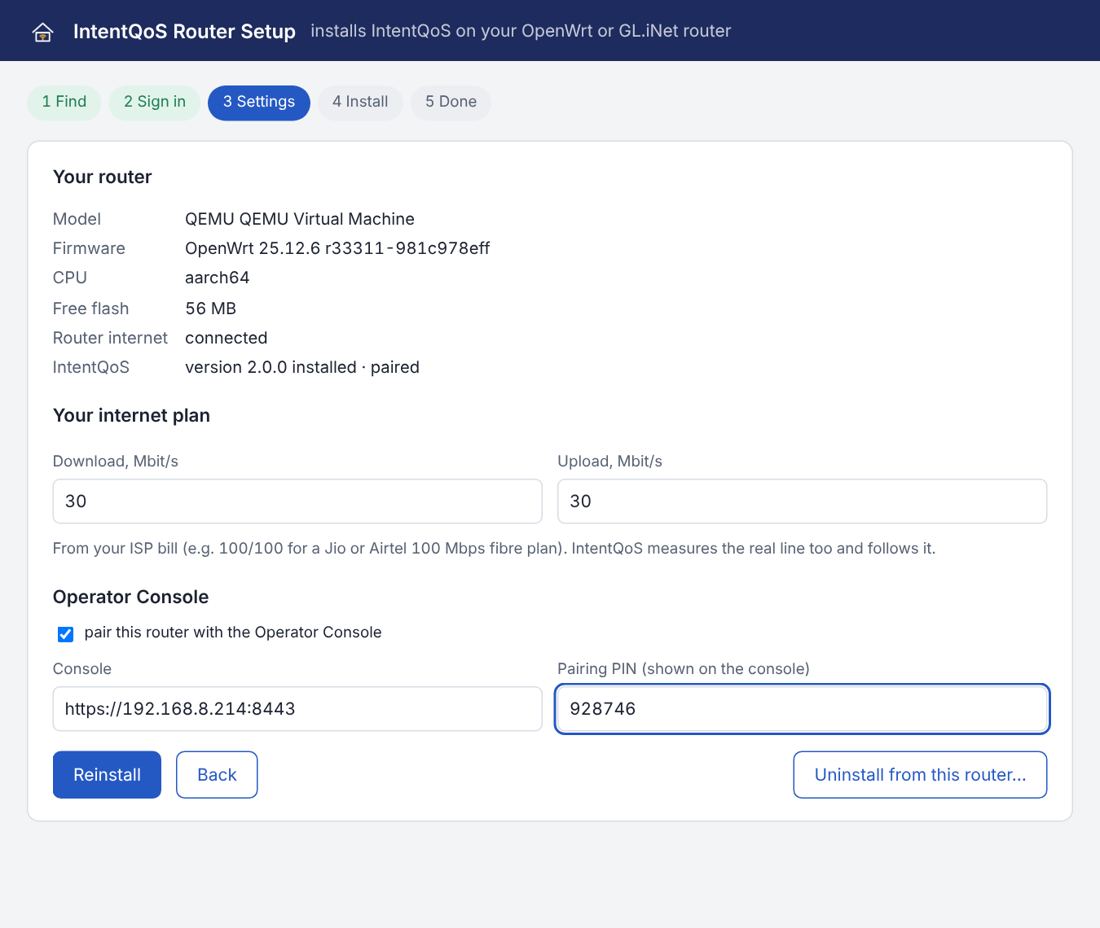 IntentQoS Router Setup installs IntentQoS on your OpenWrt or GL.iNet router
1 Find 2 Sign in 3 Settings 4 Install 5 Done
Your router
Model QEMU QEMU Virtual Machine
Firmware OpenWrt 25.12.6 r33311-981c978eff
CPU aarch64
Free flash 56 MB
Router internet connected
IntentQoS version 2.0.0 installed · paired
Your internet plan
Download, Mbit/s Upload, Mbit/s
30 30
From your ISP bill (e.g. 100/100 for a Jio or Airtel 100 Mbps fibre plan). IntentQoS measures the real line too and follows it.
Operator Console
pair this router with the Operator Console
Console Pairing PIN (shown on the console)
https://192.168.8.214:8443 928746
Reinstall Back Uninstall from this router...